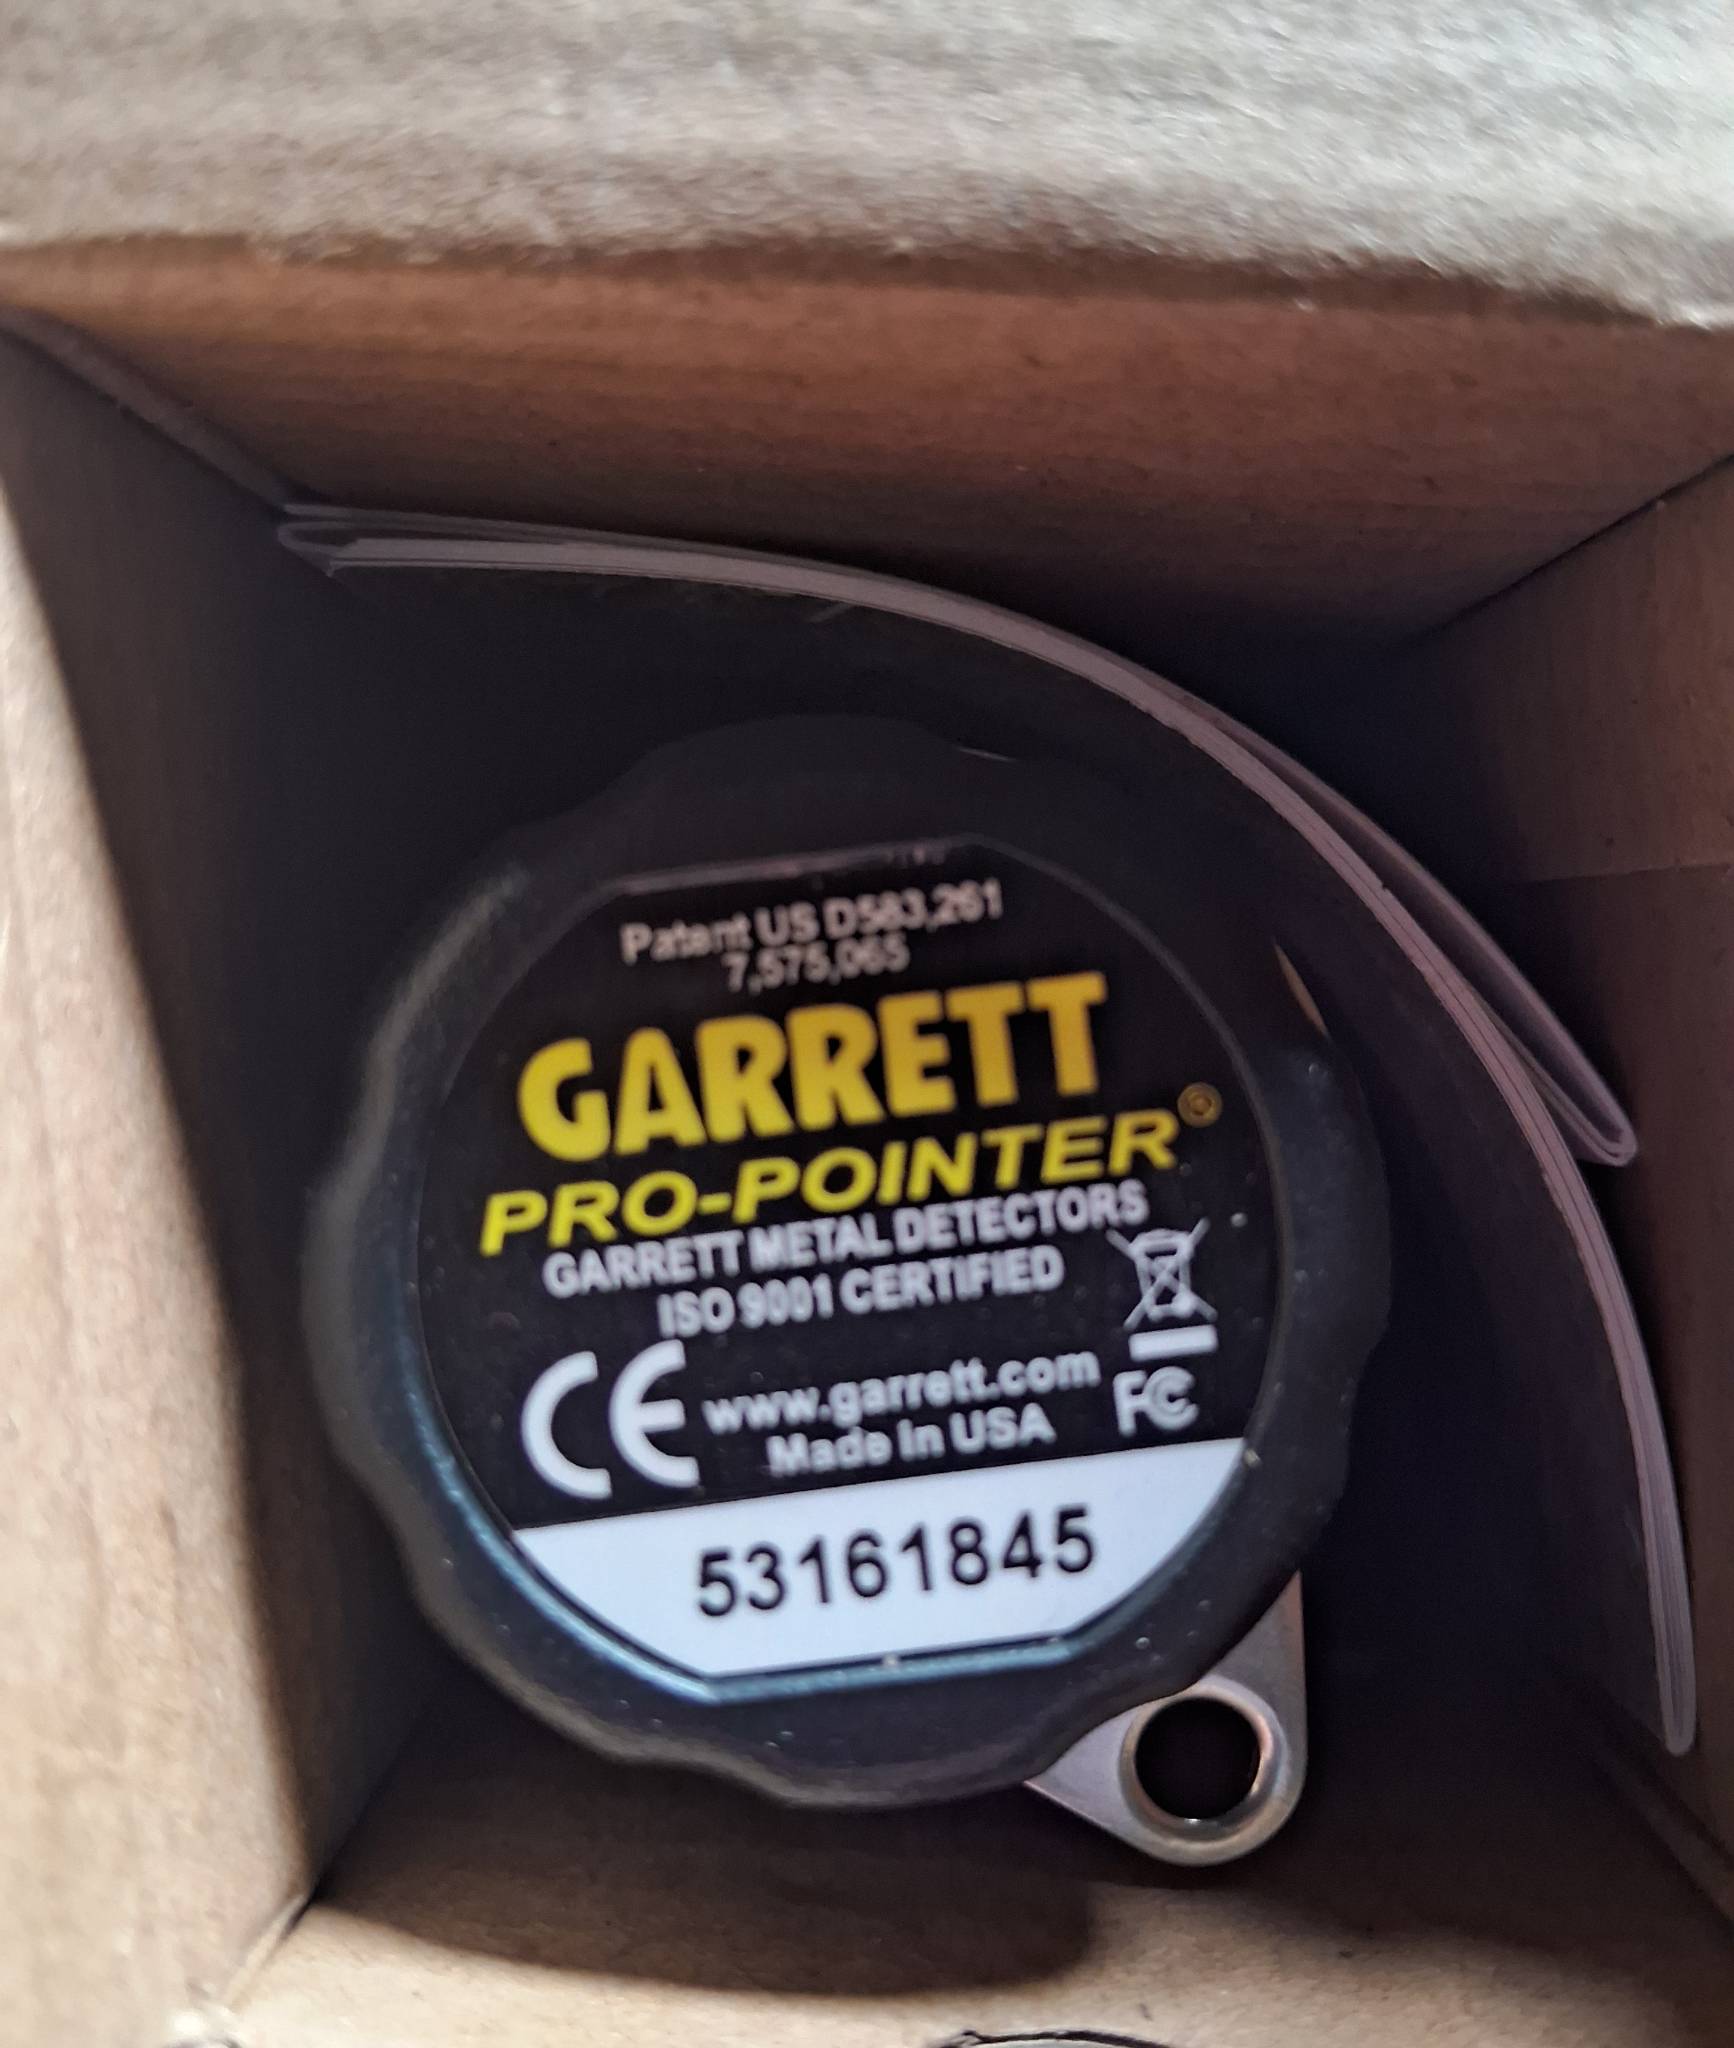 Patent US D583,261
7,575,065
GARRETT
PRO-POINTER®
GARRETT METAL DETECTORS
ISO 9001 CERTIFIED
CE www.garrett.com FC
Made in USA
53161845